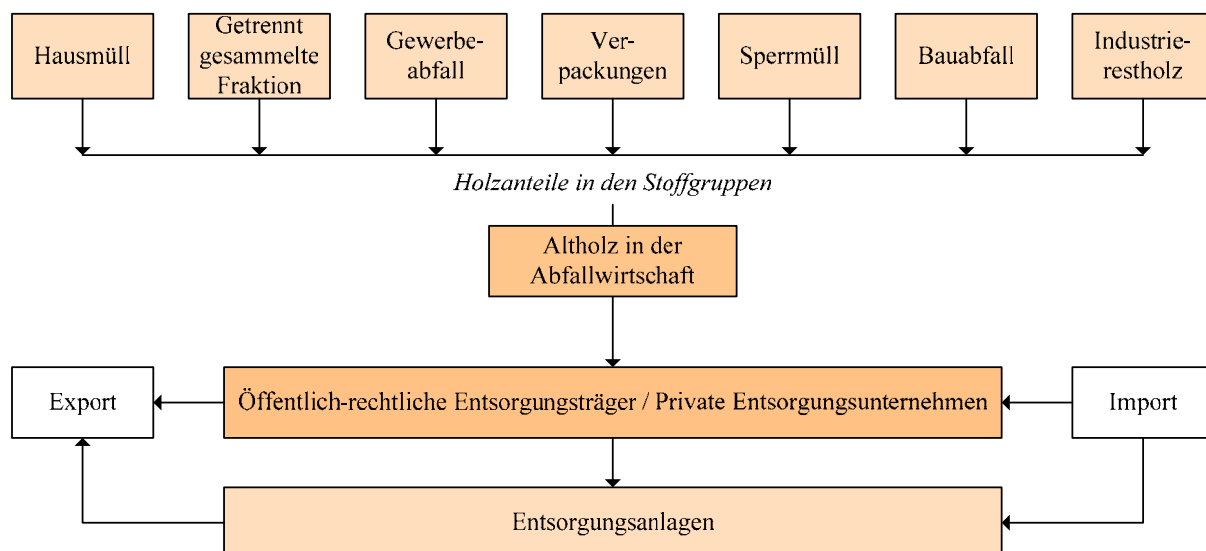 Hausmüll
Getrennt
gesammelte
Fraktion
Gewerbe-
abfall
Ver-
packungen
Sperrmüll
Bauabfall
Industrie-
restholz
Holzanteile in den Stoffgruppen
Altholz in der
Abfallwirtschaft
Export
Öffentlich-rechtliche Entsorgungsträger / Private Entsorgungsunternehmen
Import
Entsorgungsanlagen